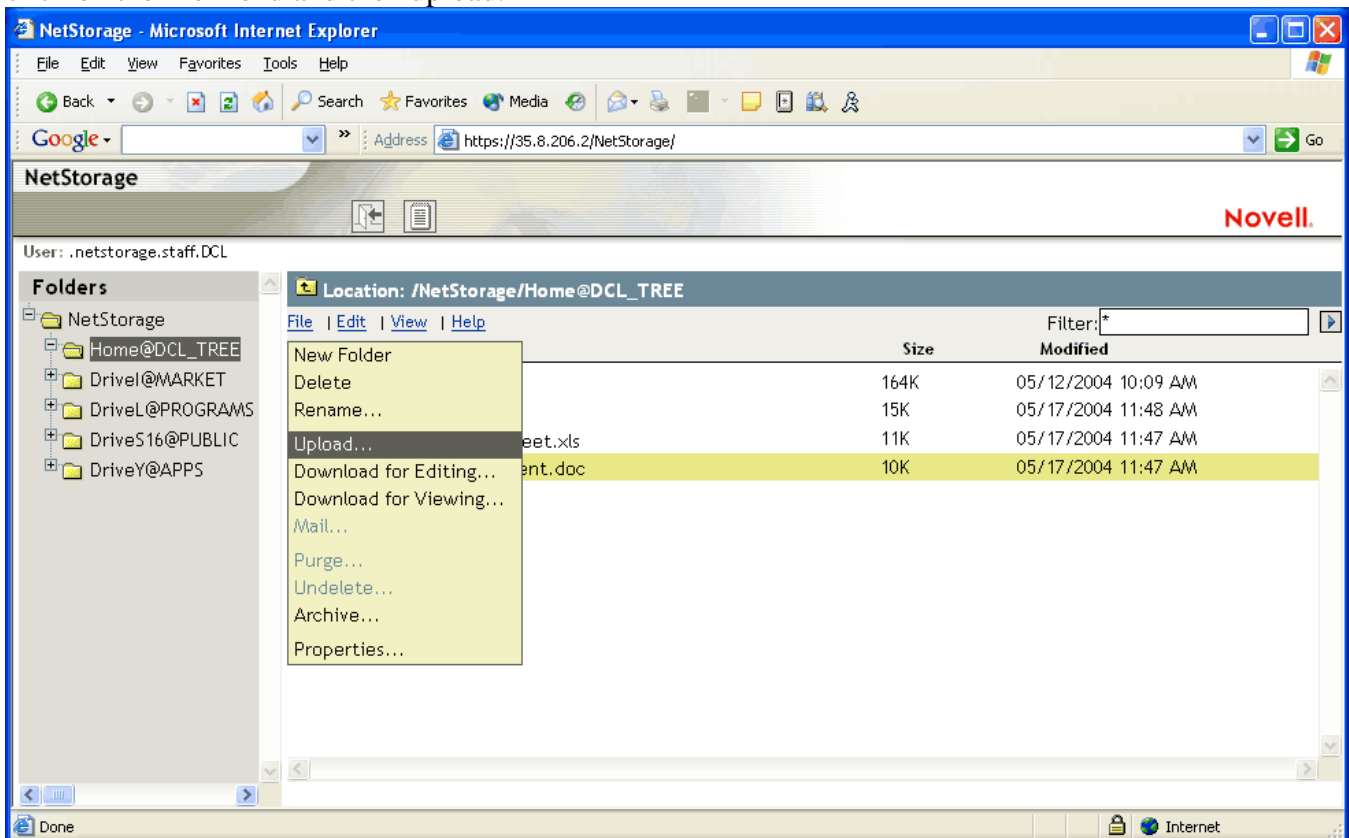 NetStorage - Microsoft Internet Explorer
File Edit View Favorites Tools Help
Back Search Favorites Media
Google Address https://35.8.206.2/NetStorage/ Go
NetStorage
Novell.
User: .netstorage.staff.DCL
Folders
Location: /NetStorage/Home@DCL_TREE
NetStorage
File | Edit | View | Help Filter:*
Home@DCL_TREE
New Folder Size Modified
DriveI@MARKET
Delete 164K 05/12/2004 10:09 AM
DriveL@PROGRAMS
Rename... 15K 05/17/2004 11:48 AM
DriveS16@PUBLIC
Upload... eet.xls 11K 05/17/2004 11:47 AM
DriveY@APPS
Download for Editing... ent.doc 10K 05/17/2004 11:47 AM
Download for Viewing...
Mail...
Purge...
Undelete...
Archive...
Properties...
Done Internet